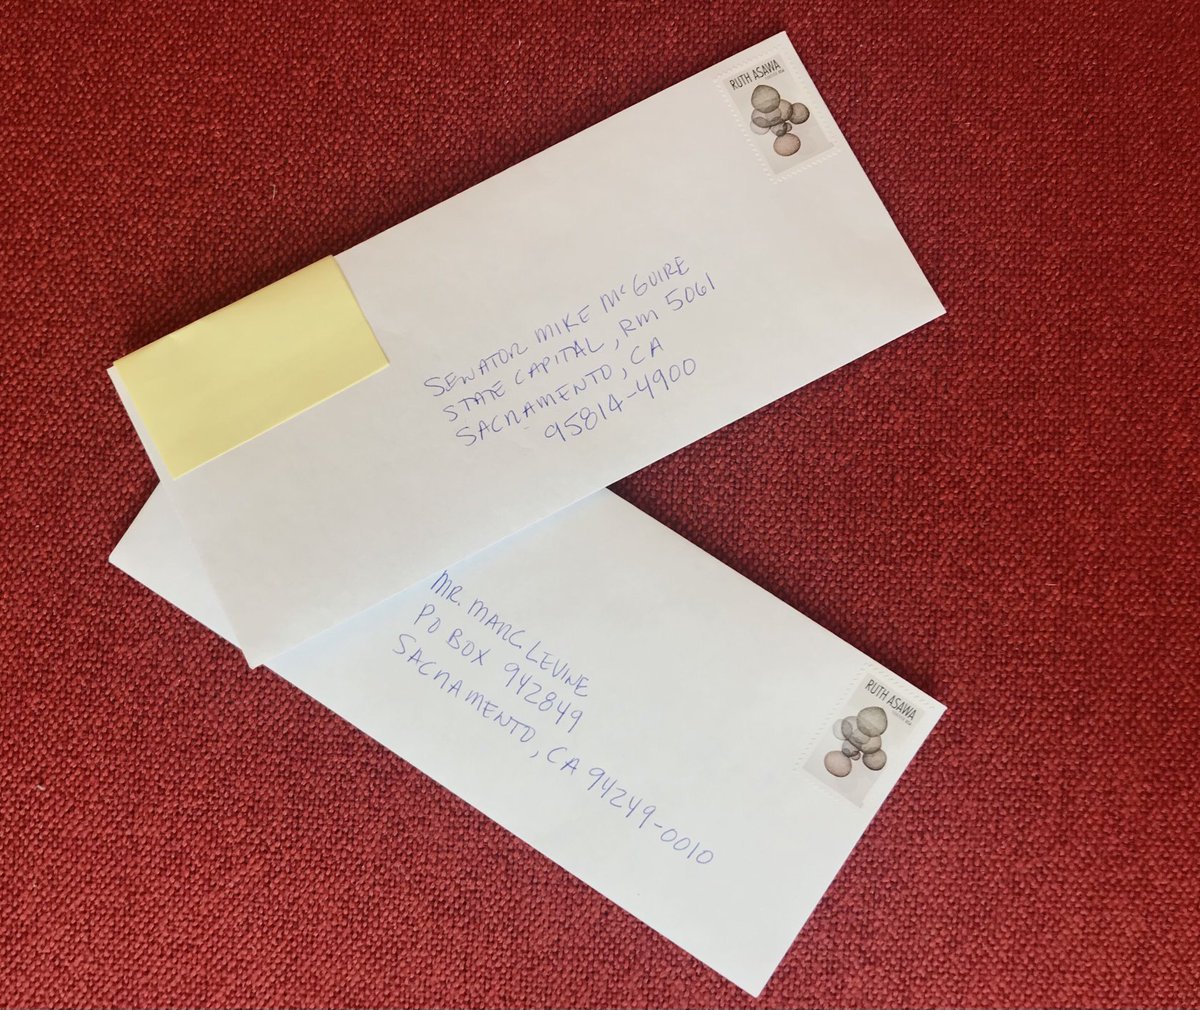 RUTH ASAWA
SENATOR MIKE McGUIRE
STATE CAPITAL, RM 5061
SACRAMENTO, CA
95814-4900
MR. MARC LEVINE
PO BOX 942849
SACRAMENTO, CA 94249-0010
RUTH ASAWA